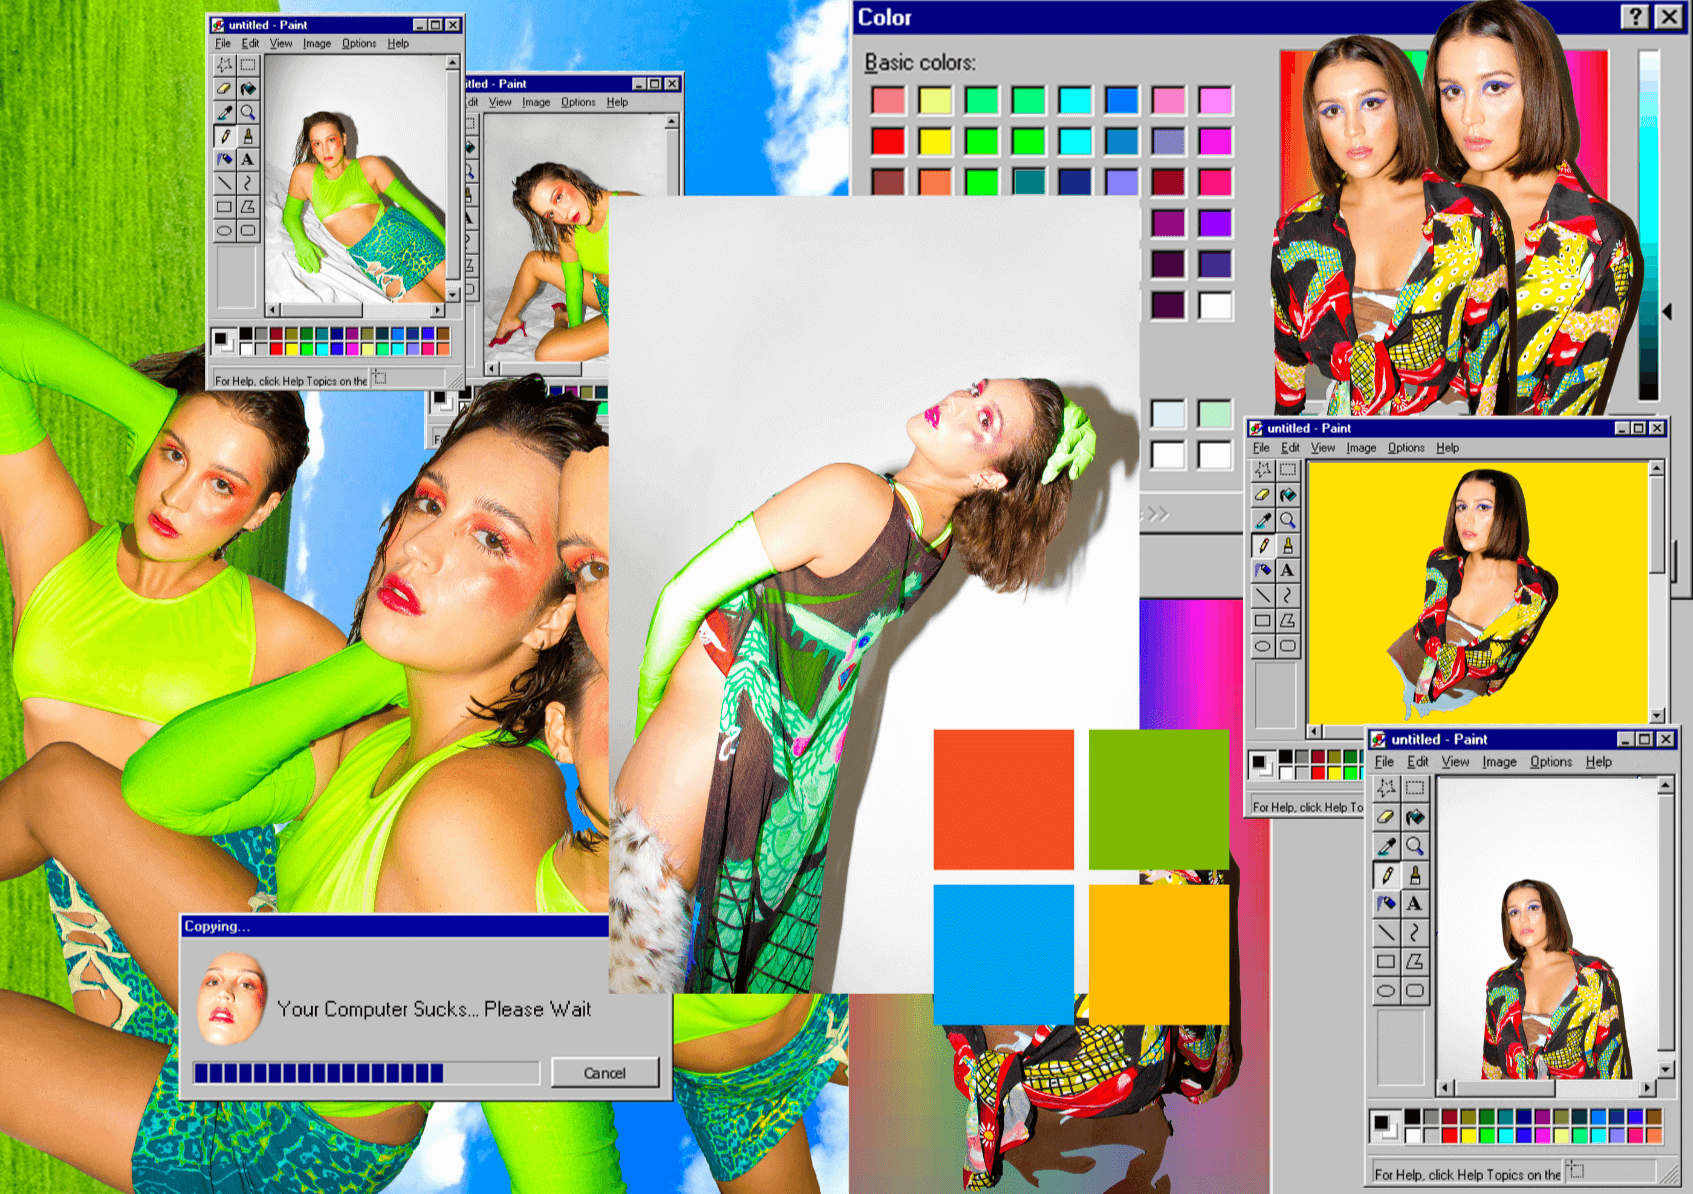 untitled - Paint
File Edit View Image Options Help
A
For Help, click Help Topics on the
titled - Paint
dit View Image Options Help
Color
? X
Basic colors:
>>
untitled - Paint
File Edit View Image Options Help
A
For Help, click Help To
untitled - Paint
File Edit View Image Options Help
A
For Help, click Help Topics on the
Copying...
Your Computer Sucks... Please Wait
Cancel